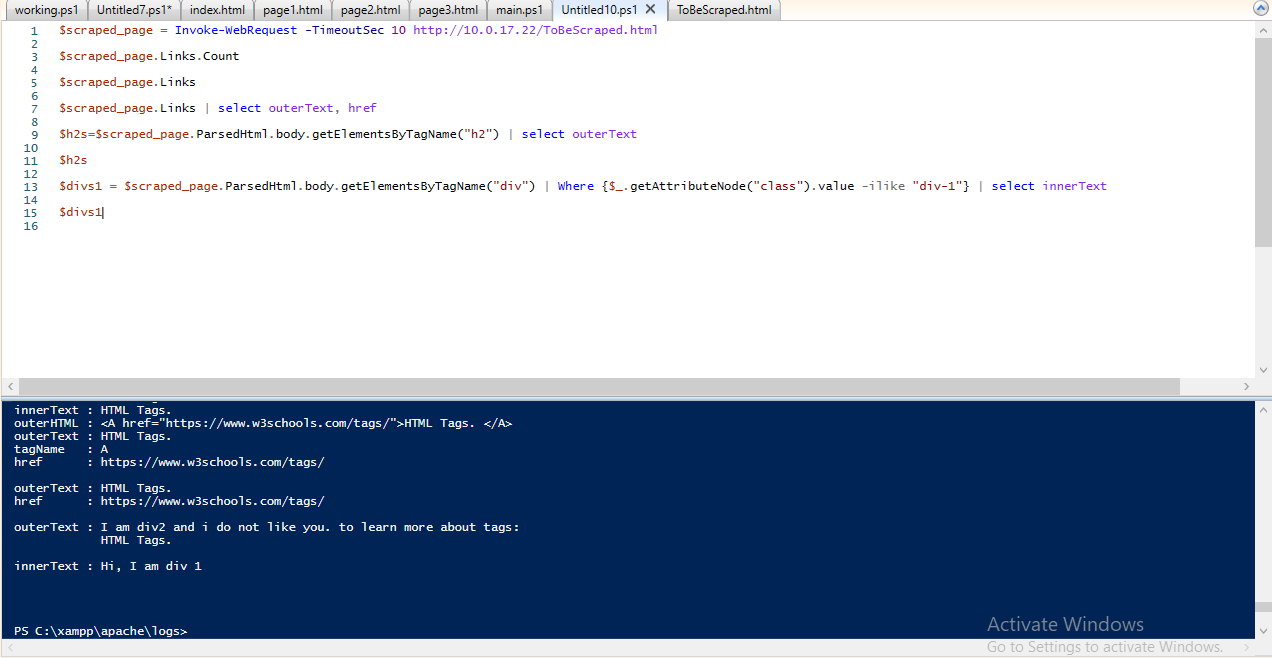 working.ps1 Untitled7.ps1* index.html page1.html page2.html page3.html main.ps1 Untitled10.ps1 ToBeScraped.html
1 $scraped_page = Invoke-WebRequest -TimeoutSec 10 http://10.0.17.22/ToBeScraped.html
2
3 $scraped_page.Links.Count
4
5 $scraped_page.Links
6
7 $scraped_page.Links | select outerText, href
8
9 $h2s=$scraped_page.ParsedHtml.body.getElementsByTagName("h2") | select outerText
10
11 $h2s
12
13 $divs1 = $scraped_page.ParsedHtml.body.getElementsByTagName("div") | Where {$_.getAttributeNode("class").value -ilike "div-1"} | select innerText
14
15 $divs1
16
innerText : HTML Tags.
outerHTML : <A href="https://www.w3schools.com/tags/">HTML Tags. </A>
outerText : HTML Tags.
tagName : A
href : https://www.w3schools.com/tags/
outerText : HTML Tags.
href : https://www.w3schools.com/tags/
outerText : I am div2 and i do not like you. to learn more about tags:
HTML Tags.
innerText : Hi, I am div 1
PS C:\xampp\apache\logs>
Activate Windows
Go to Settings to activate Windows.